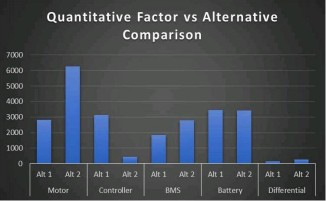 Quantitative Factor vs Alternative
Comparison
7000
6000
5000
4000
3000
2000
1000
0
Alt 1 Alt 2 Alt 1 Alt 2 Alt 1 Alt 2 Alt 1 Alt 2 Alt 1 Alt 2
Motor Controller BMS Battery Differential